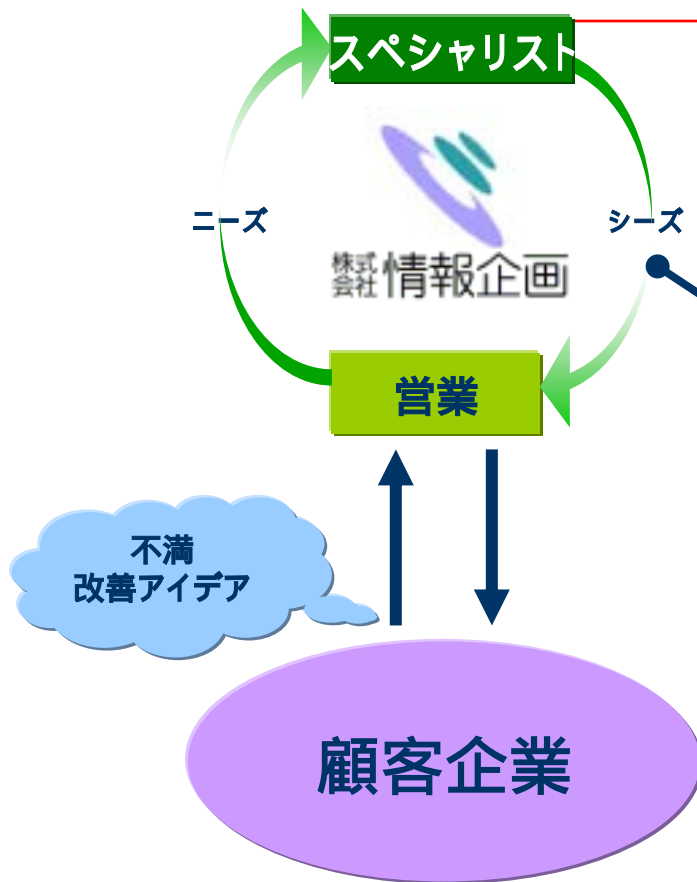 スペシャリスト
ニーズ
シーズ
株式会社 情報企画
営業
不満
改善アイデア
顧客企業